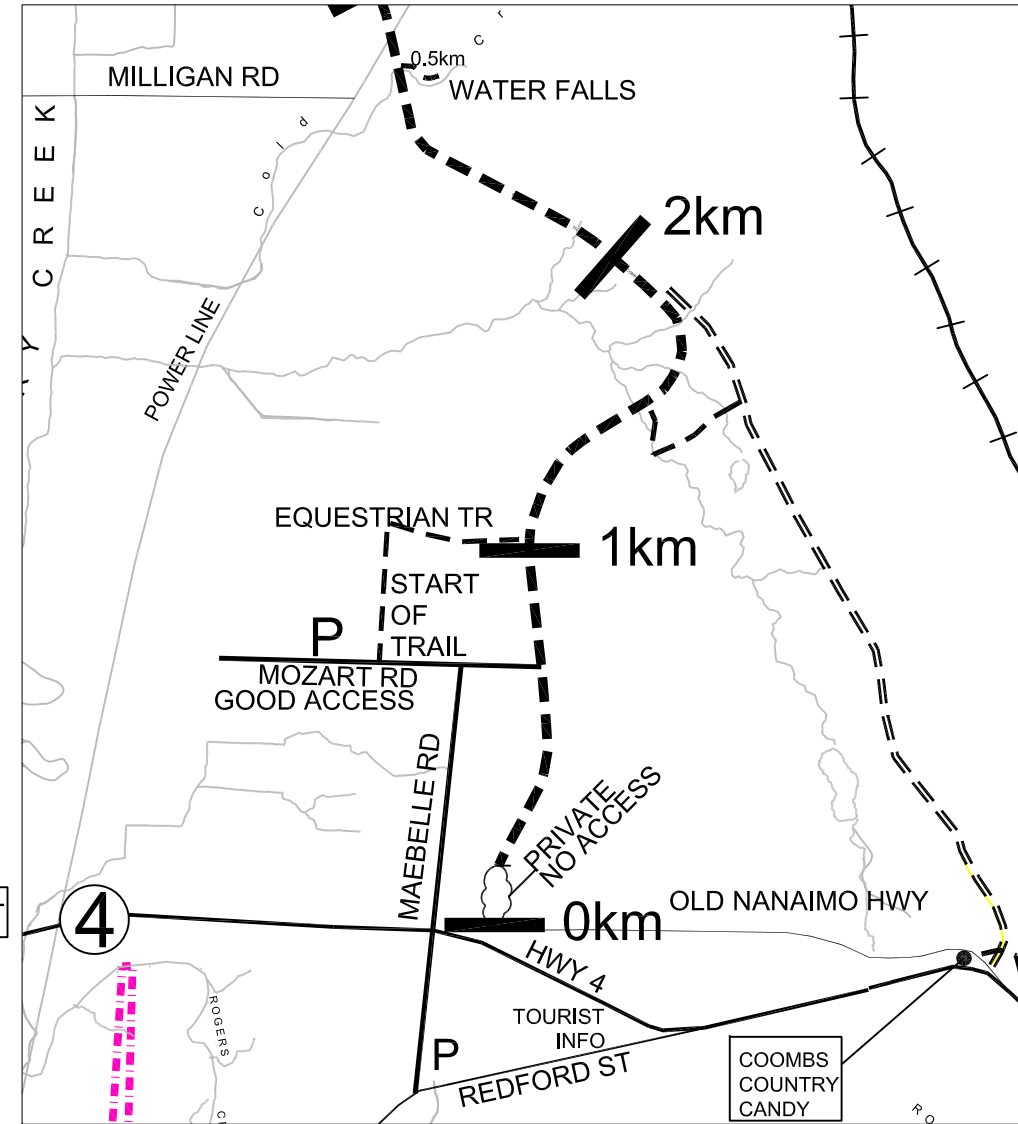 0.5km
Cr
MILLIGAN RD
WATER FALLS
Cold
CREEK
2km
POWER LINE
EQUESTRIAN TR
1km
START
OF
TRAIL
P
MOZART RD
GOOD ACCESS
MAEBELLE RD
PRIVATE
NO ACCESS
OLD NANAIMO HWY
4
0km
HWY 4
ROGERS
TOURIST
INFO
P
REDFORD ST
COOMBS
COUNTRY
CANDY